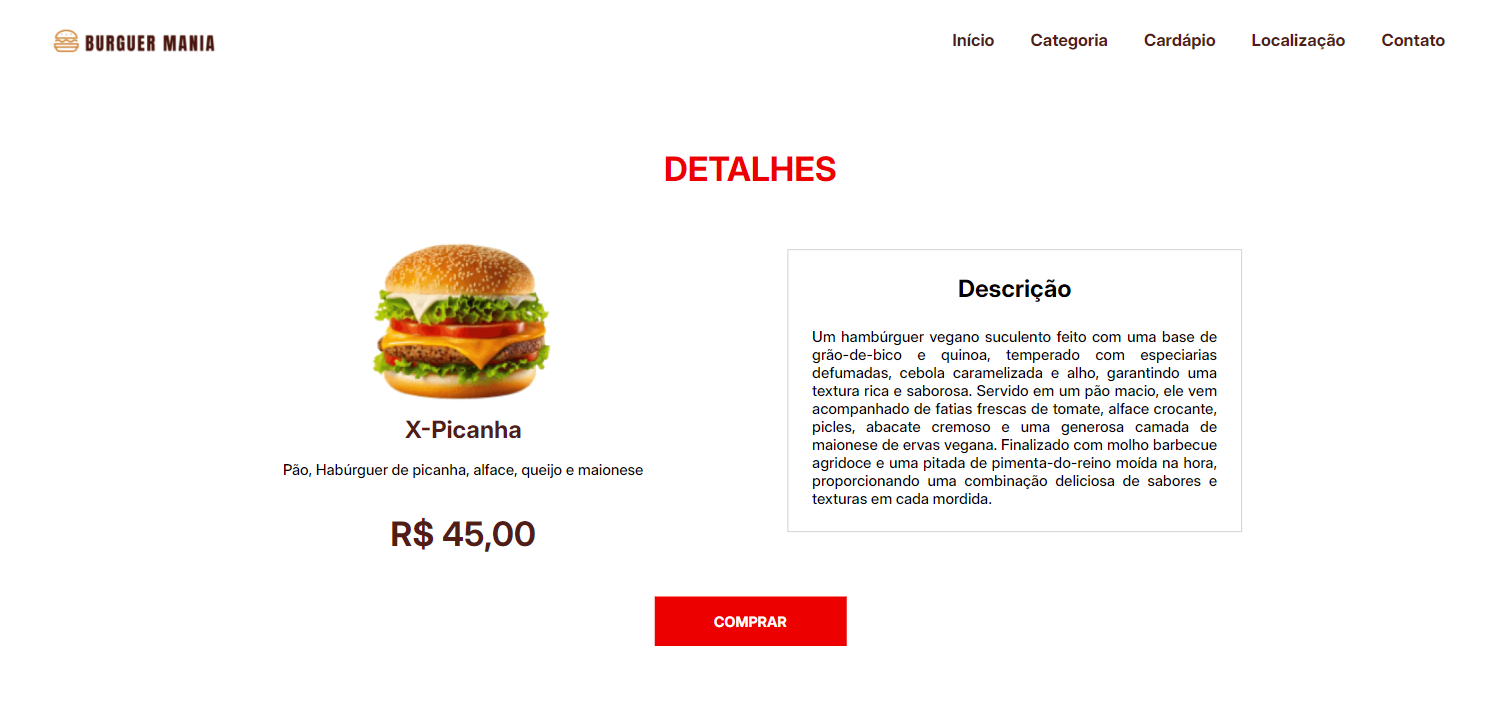 BURGUER MANIA
Início
Categoria
Cardápio
Localização
Contato
DETALHES
X-Picanha
Pão, Habúrguer de picanha, alface, queijo e maionese
R$ 45,00
Descrição
Um hambúrguer vegano suculento feito com uma base de
grão-de-bico e quinoa, temperado com especiarias
defumadas, cebola caramelizada e alho, garantindo uma
textura rica e saborosa. Servido em um pão macio, ele vem
acompanhado de fatias frescas de tomate, alface crocante,
picles, abacate cremoso e uma generosa camada de
maionese de ervas vegana. Finalizado com molho barbecue
agridoce e uma pitada de pimenta-do-reino moída na hora,
proporcionando uma combinação deliciosa de sabores e
texturas em cada mordida.
COMPRAR